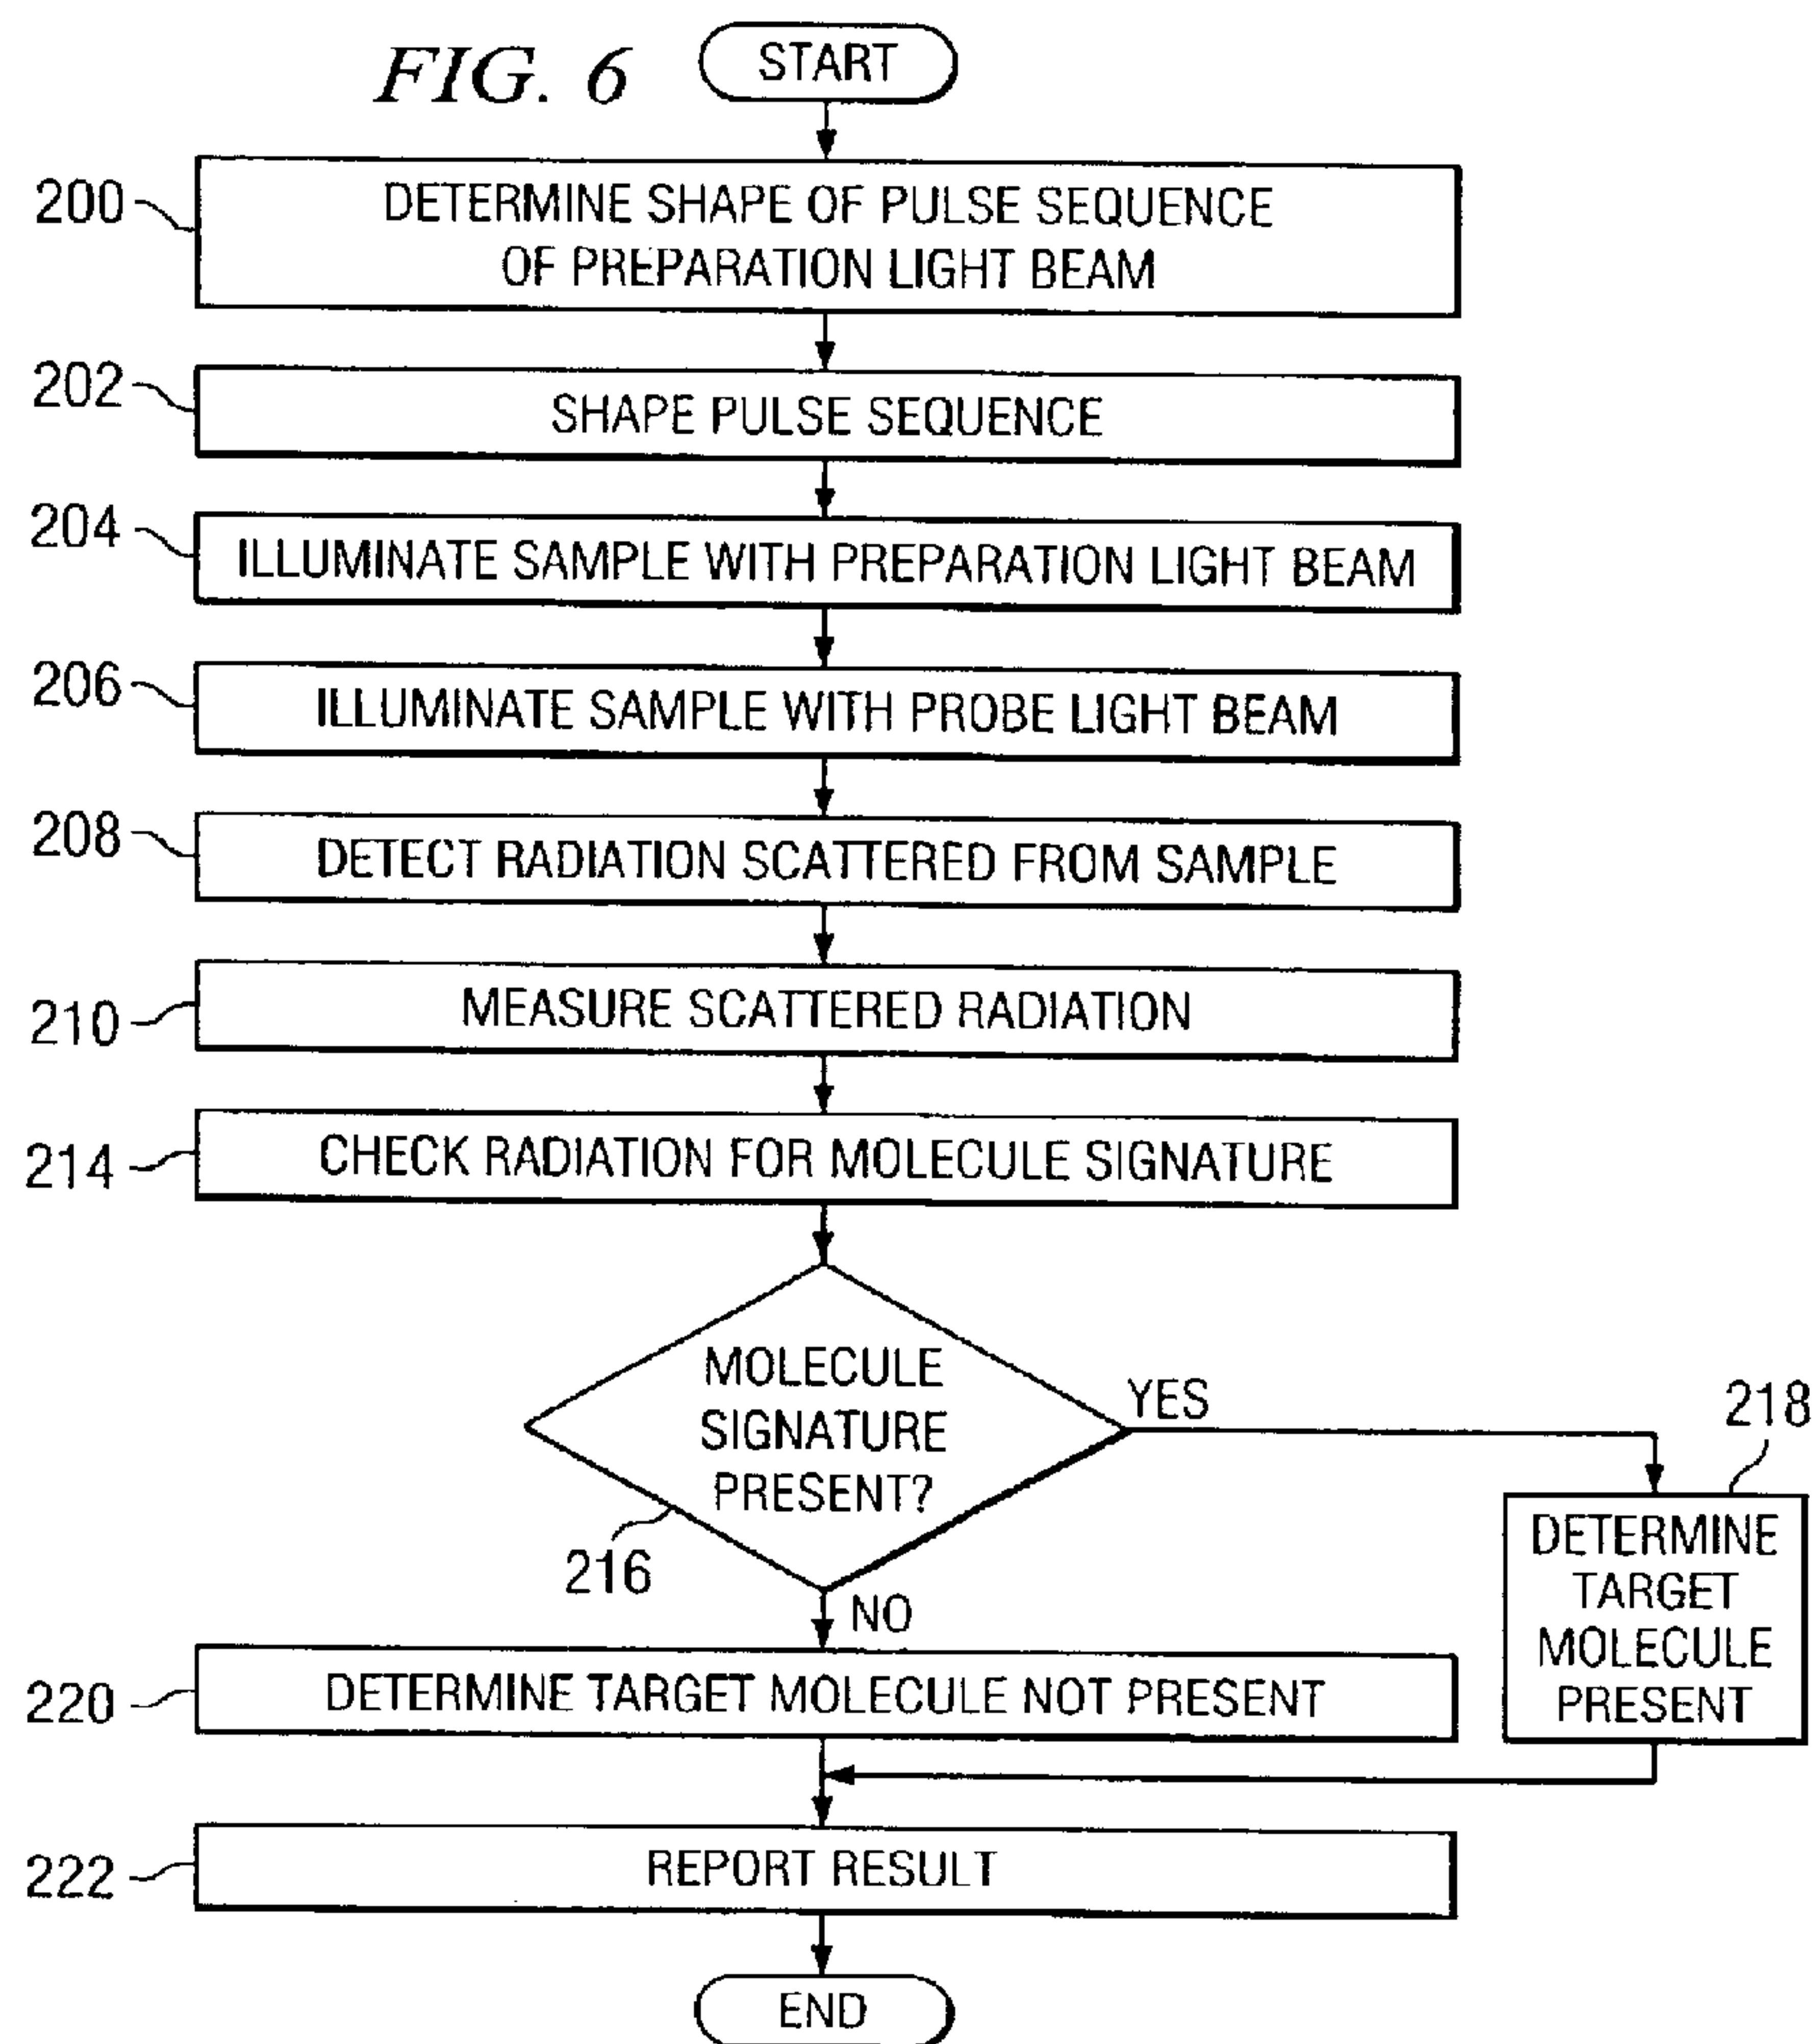 FIG. 6
START
200
DETERMINE SHAPE OF PULSE SEQUENCE
OF PREPARATION LIGHT BEAM
202
SHAPE PULSE SEQUENCE
204
ILLUMINATE SAMPLE WITH PREPARATION LIGHT BEAM
206
ILLUMINATE SAMPLE WITH PROBE LIGHT BEAM
208
DETECT RADIATION SCATTERED FROM SAMPLE
210
MEASURE SCATTERED RADIATION
214
CHECK RADIATION FOR MOLECULE SIGNATURE
MOLECULE
SIGNATURE
PRESENT?
216
YES
218
DETERMINE
TARGET
MOLECULE
PRESENT
NO
220
DETERMINE TARGET MOLECULE NOT PRESENT
222
REPORT RESULT
END